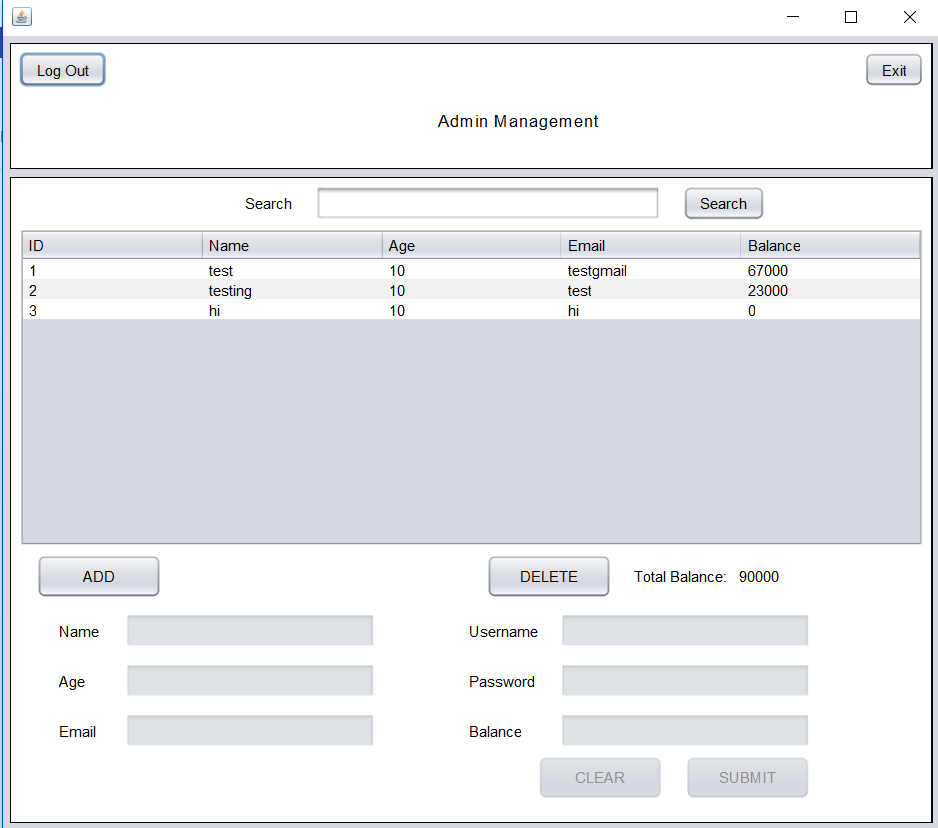 Log Out Exit
Admin Management
Search Search
ID Name Age Email Balance
1 test 10 testgmail 67000
2 testing 10 test 23000
3 hi 10 hi 0
ADD DELETE Total Balance: 90000
Name Username
Age Password
Email Balance
CLEAR SUBMIT